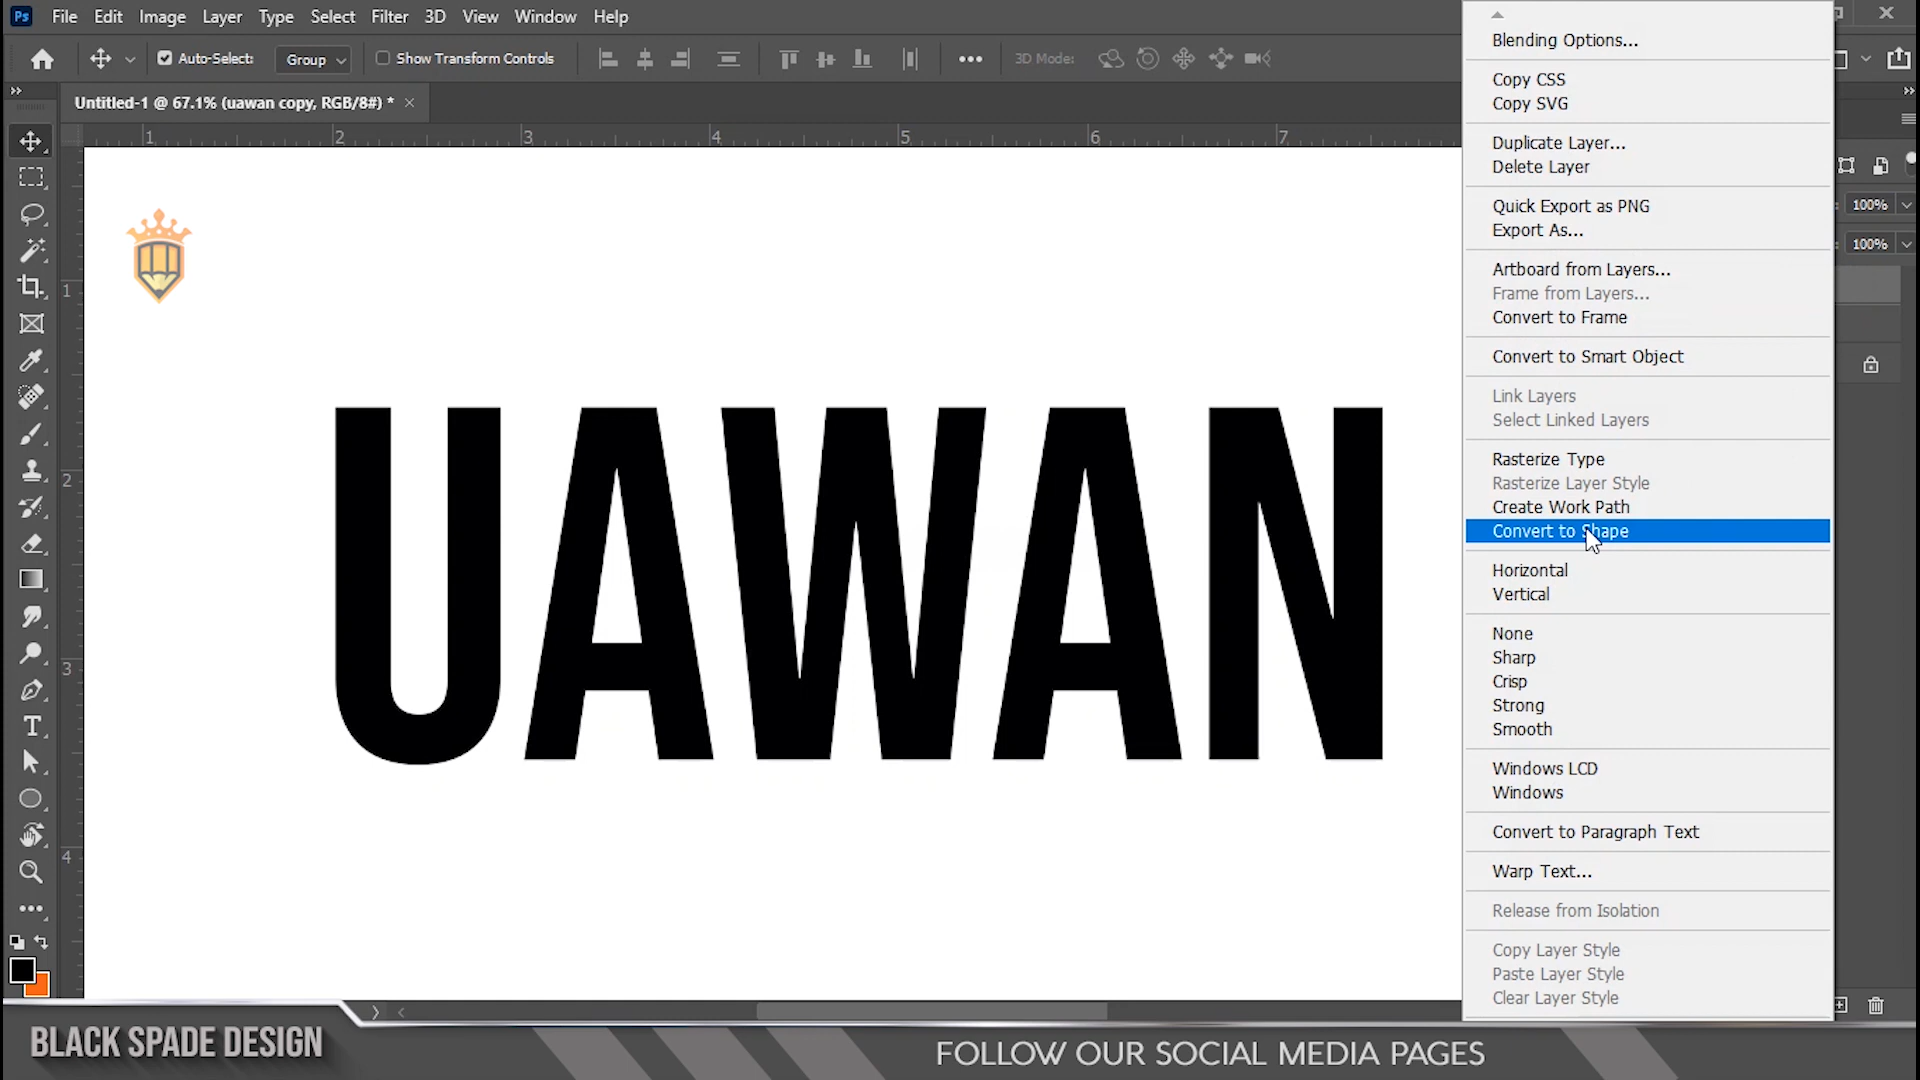 Ps File Edit Image Layer Type Select Filter 3D View Window Help
Auto-Select: Group Show Transform Controls 3D Mode:
Untitled-1 @ 67.1% (uawan copy, RGB/8#) * ×
1 2 3 4 5 6 7
1
2
3
4
UAWAN
Blending Options...
Copy CSS
Copy SVG
Duplicate Layer...
Delete Layer
Quick Export as PNG
Export As...
Artboard from Layers...
Frame from Layers...
Convert to Frame
Convert to Smart Object
Link Layers
Select Linked Layers
Rasterize Type
Rasterize Layer Style
Create Work Path
Convert to Shape
Horizontal
Vertical
None
Sharp
Crisp
Strong
Smooth
Windows LCD
Windows
Convert to Paragraph Text
Warp Text...
Release from Isolation
Copy Layer Style
Paste Layer Style
Clear Layer Style
100%
100%
BLACK SPADE DESIGN
FOLLOW OUR SOCIAL MEDIA PAGES